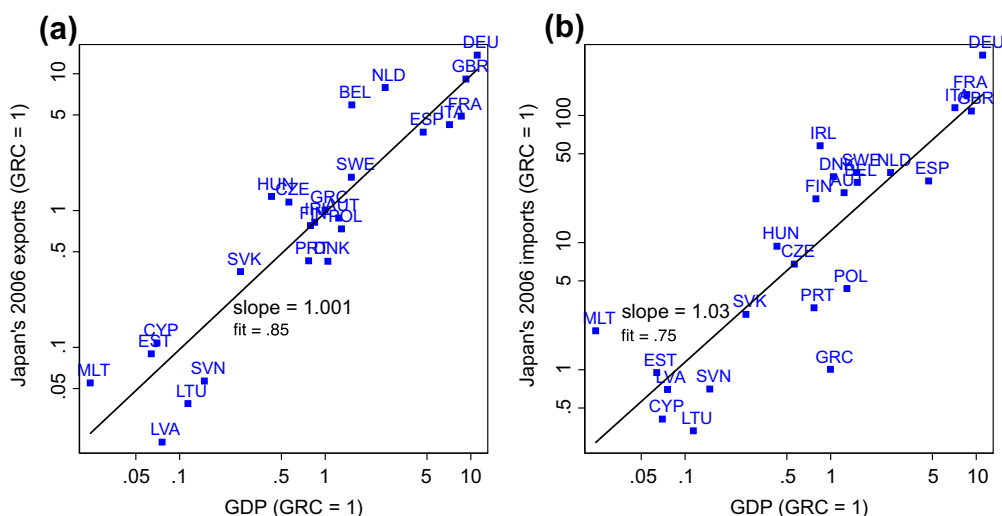 (a)
Japan's 2006 exports (GRC = 1)
10
5
1
.5
.1
.05
DEU
GBR
NLD
BEL
FRA
ITA
ESP
SWE
HUN
CZE
GRC
AUT
IRL
FIN
POL
PRT
DNK
SVK
slope = 1.001
fit = .85
CYP
EST
MLT
SVN
LTU
LVA
.05 .1 .5 1 5 10
GDP (GRC = 1)
(b)
Japan's 2006 imports (GRC = 1)
100
50
10
5
1
.5
DEU
FRA
ITA
GBR
IRL
SWE
NLD
DNK
BEL
ESP
AUT
FIN
HUN
CZE
POL
PRT
SVK
slope = 1.03
fit = .75
MLT
GRC
EST
LVA
SVN
CYP
LTU
.05 .1 .5 1 5 10
GDP (GRC = 1)